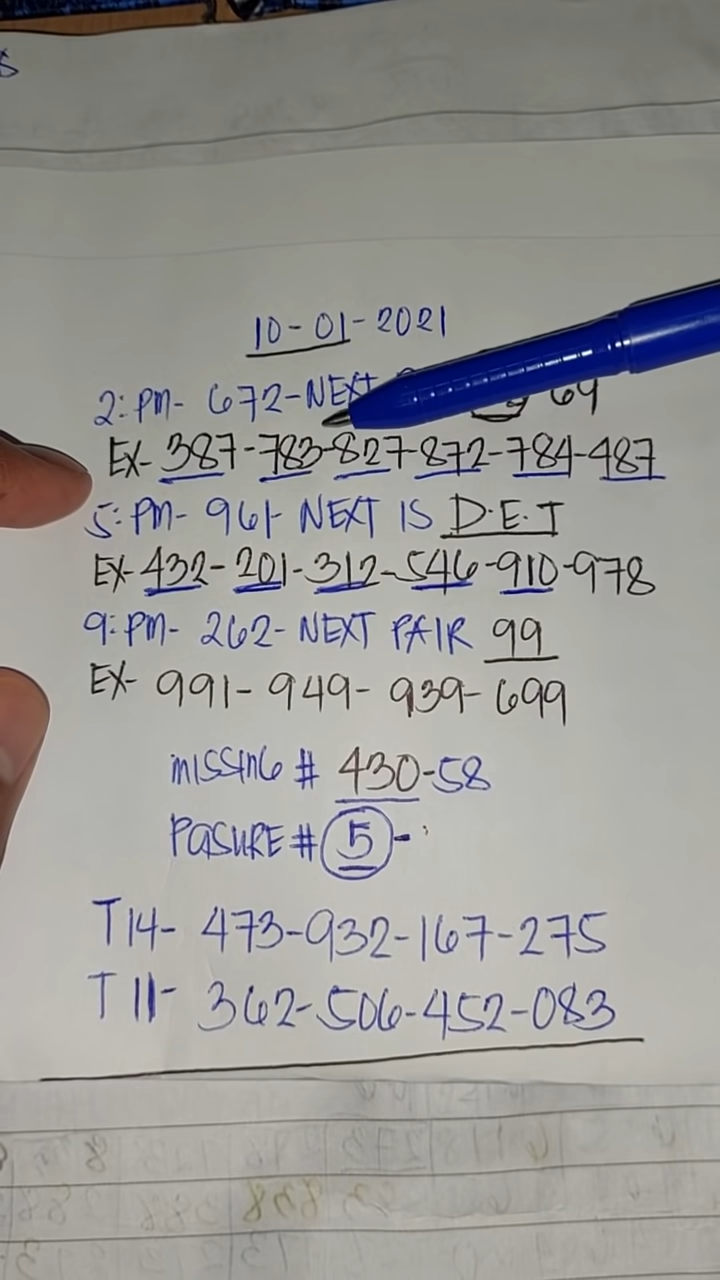 10-01-2021
2:PM- 672-NEXT 64
EX- 387-783-827-872-784-487
5:PM- 961- NEXT IS D.E.T
EX- 432-201-312-546-910-978
9:PM- 262- NEXT PAIR 99
EX- 991-949-939-699
MISSING # 430-58
PASURE # 5-
T14- 473-932-167-275
T11- 362-506-452-083